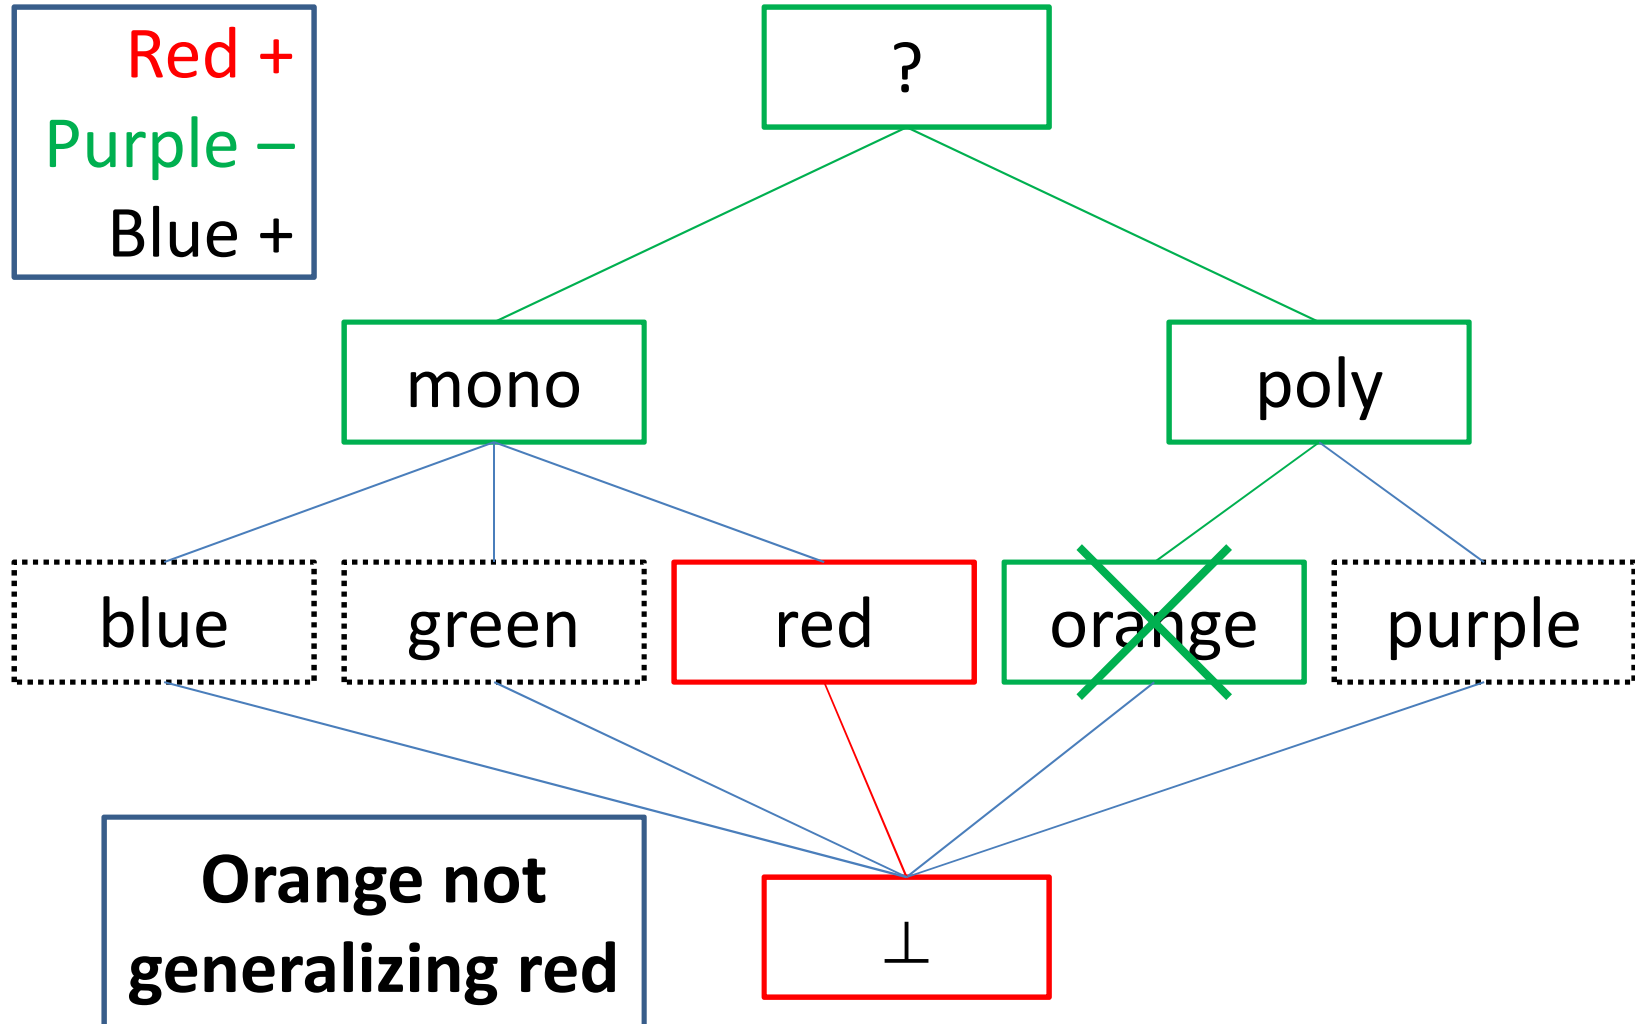 Red +
Purple –
Blue +
?
mono
poly
blue
green
red
orange
purple
Orange not
generalizing red
⊥